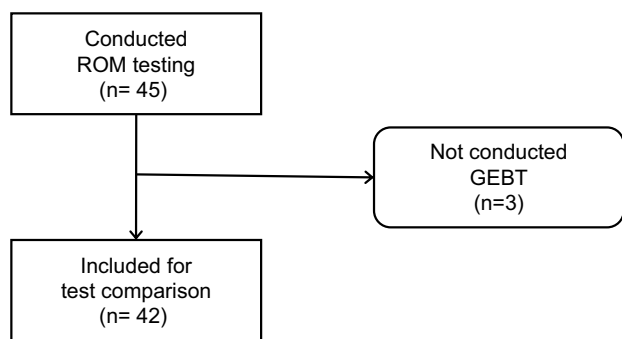 Conducted
ROM testing
(n= 45)
Not conducted
GEBT
(n=3)
Included for
test comparison
(n= 42)